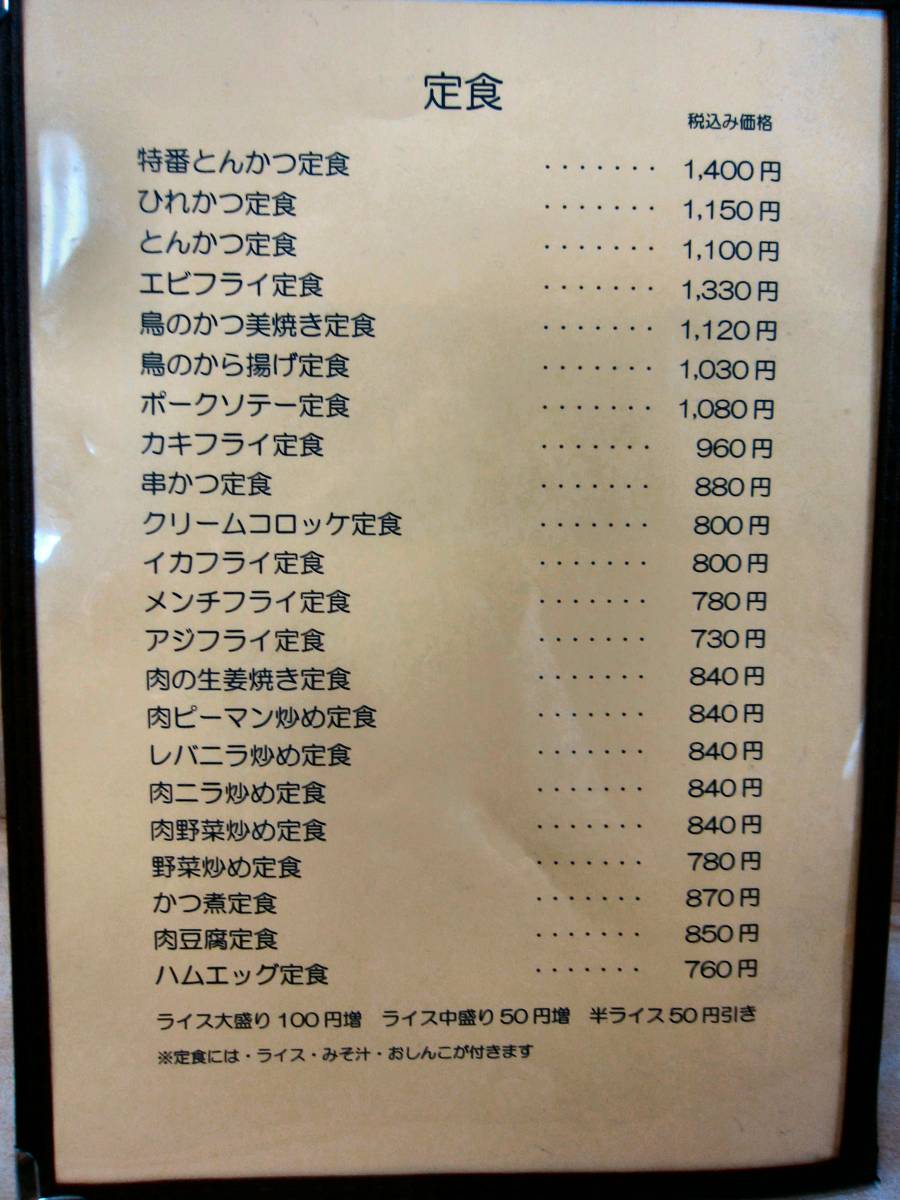 定食
税込み価格
特番とんかつ定食 ・・・・・・・ 1,400円
ひれかつ定食 ・・・・・・・ 1,150円
とんかつ定食 ・・・・・・・ 1,100円
エビフライ定食 ・・・・・・・ 1,330円
鳥のかつ美焼き定食 ・・・・・・・ 1,120円
鳥のから揚げ定食 ・・・・・・・ 1,030円
ポークソテー定食 ・・・・・・・ 1,080円
カキフライ定食 ・・・・・・・ 960円
串かつ定食 ・・・・・・・ 880円
クリームコロッケ定食 ・・・・・・・ 800円
イカフライ定食 ・・・・・・・ 800円
メンチフライ定食 ・・・・・・・ 780円
アジフライ定食 ・・・・・・・ 730円
肉の生姜焼き定食 ・・・・・・・ 840円
肉ピーマン炒め定食 ・・・・・・・ 840円
レバニラ炒め定食 ・・・・・・・ 840円
肉ニラ炒め定食 ・・・・・・・ 840円
肉野菜炒め定食 ・・・・・・・ 840円
野菜炒め定食 ・・・・・・・ 780円
かつ煮定食 ・・・・・・・ 870円
肉豆腐定食 ・・・・・・・ 850円
ハムエッグ定食 ・・・・・・・ 760円
ライス大盛り100円増 ライス中盛り50円増 半ライス50円引き
※定食には・ライス・みそ汁・おしんこが付きます